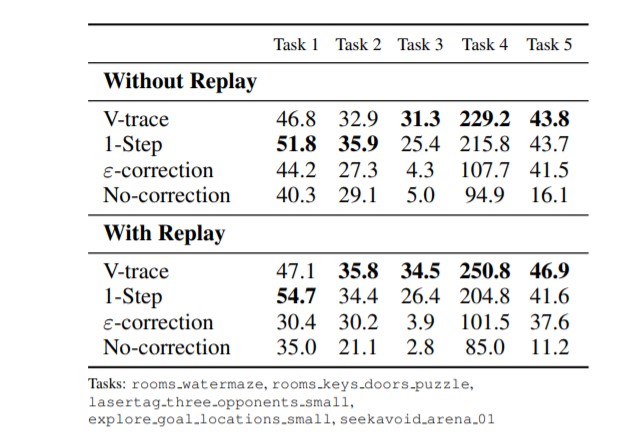 Task 1 Task 2 Task 3 Task 4 Task 5
Without Replay
V-trace 46.8 32.9 31.3 229.2 43.8
1-Step 51.8 35.9 25.4 215.8 43.7
ε-correction 44.2 27.3 4.3 107.7 41.5
No-correction 40.3 29.1 5.0 94.9 16.1
With Replay
V-trace 47.1 35.8 34.5 250.8 46.9
1-Step 54.7 34.4 26.4 204.8 41.6
ε-correction 30.4 30.2 3.9 101.5 37.6
No-correction 35.0 21.1 2.8 85.0 11.2
Tasks: rooms_watermaze, rooms_keys_doors_puzzle,
lasertag_three_opponents_small,
explore_goal_locations_small, seekavoid_arena_01